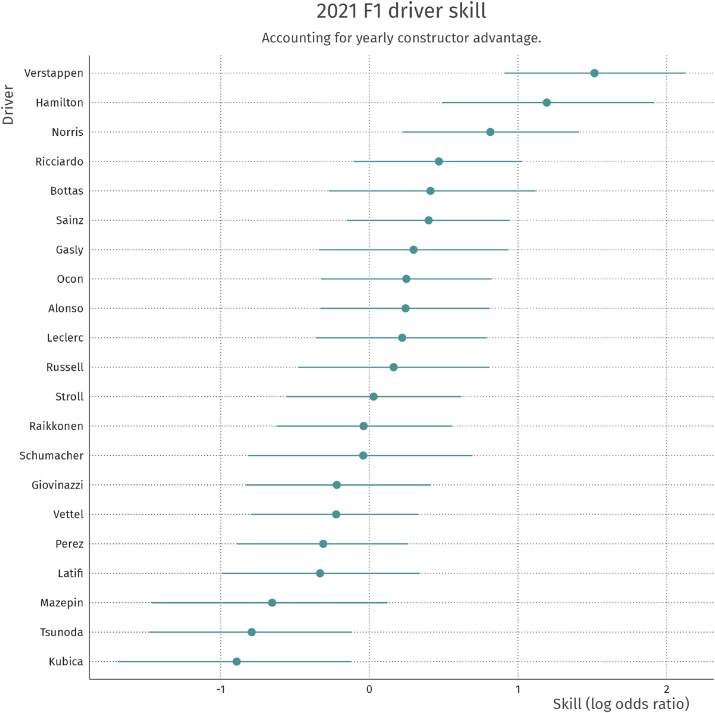 2021 F1 driver skill
Accounting for yearly constructor advantage.
Driver
Verstappen
Hamilton
Norris
Ricciardo
Bottas
Sainz
Gasly
Ocon
Alonso
Leclerc
Russell
Stroll
Raikkonen
Schumacher
Giovinazzi
Vettel
Perez
Latifi
Mazepin
Tsunoda
Kubica
-1 0 1 2
Skill (log odds ratio)